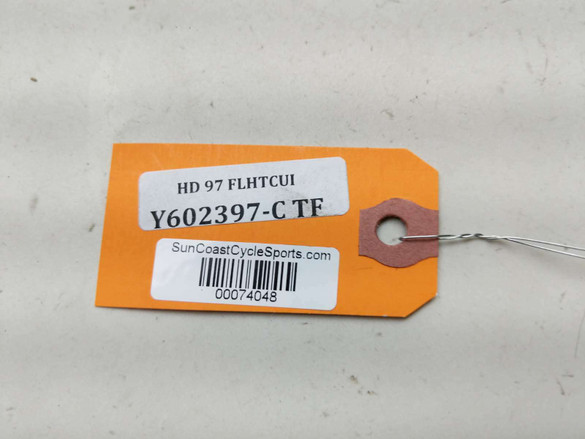 HD 97 FLHTCUI
Y602397-C TF
SunCoastCycleSports.com
00074048